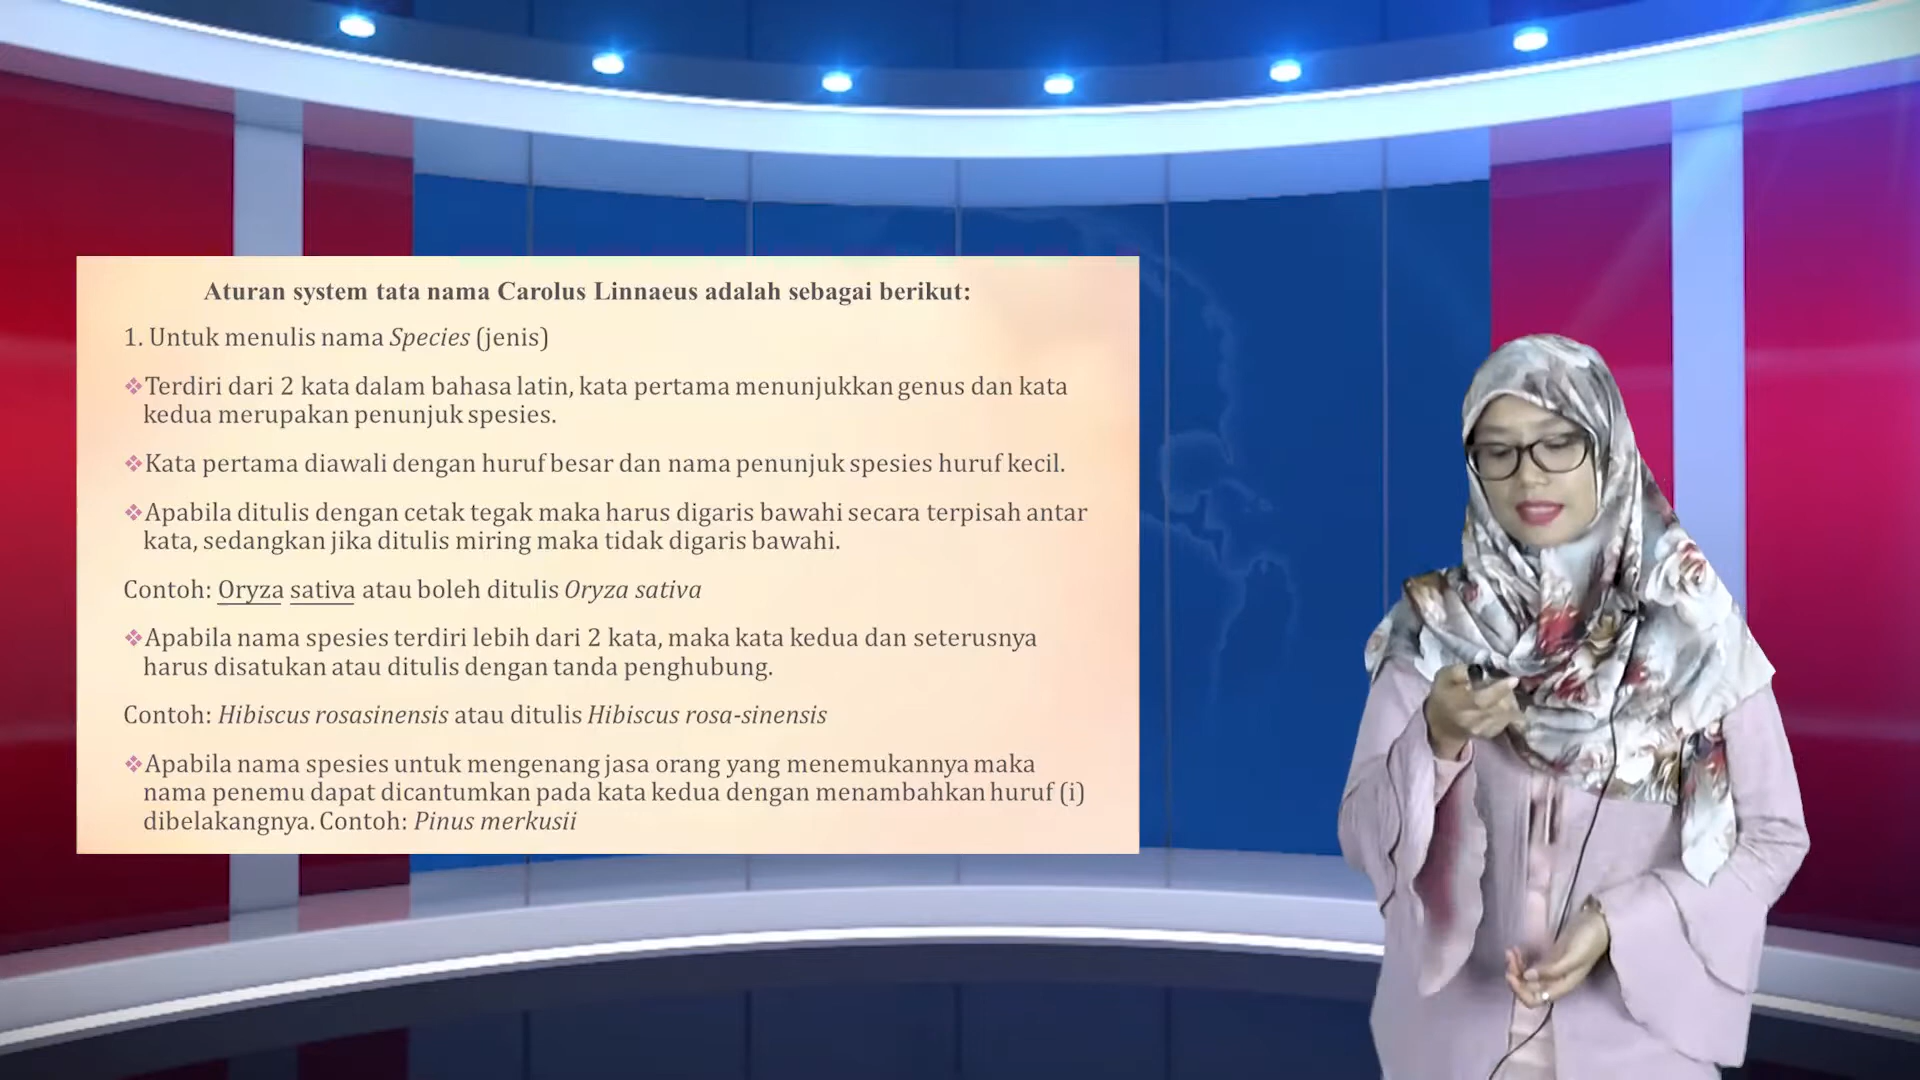 Aturan system tata nama Carolus Linnaeus adalah sebagai berikut:
1. Untuk menulis nama Species (jenis)
❖Terdiri dari 2 kata dalam bahasa latin, kata pertama menunjukkan genus dan kata
kedua merupakan penunjuk spesies.
❖Kata pertama diawali dengan huruf besar dan nama penunjuk spesies huruf kecil.
❖Apabila ditulis dengan cetak tegak maka harus digaris bawahi secara terpisah antar
kata, sedangkan jika ditulis miring maka tidak digaris bawahi.
Contoh: Oryza sativa atau boleh ditulis Oryza sativa
❖Apabila nama spesies terdiri lebih dari 2 kata, maka kata kedua dan seterusnya
harus disatukan atau ditulis dengan tanda penghubung.
Contoh: Hibiscus rosasinensis atau ditulis Hibiscus rosa-sinensis
❖Apabila nama spesies untuk mengenang jasa orang yang menemukannya maka
nama penemu dapat dicantumkan pada kata kedua dengan menambahkan huruf (i)
dibelakangnya. Contoh: Pinus merkusii